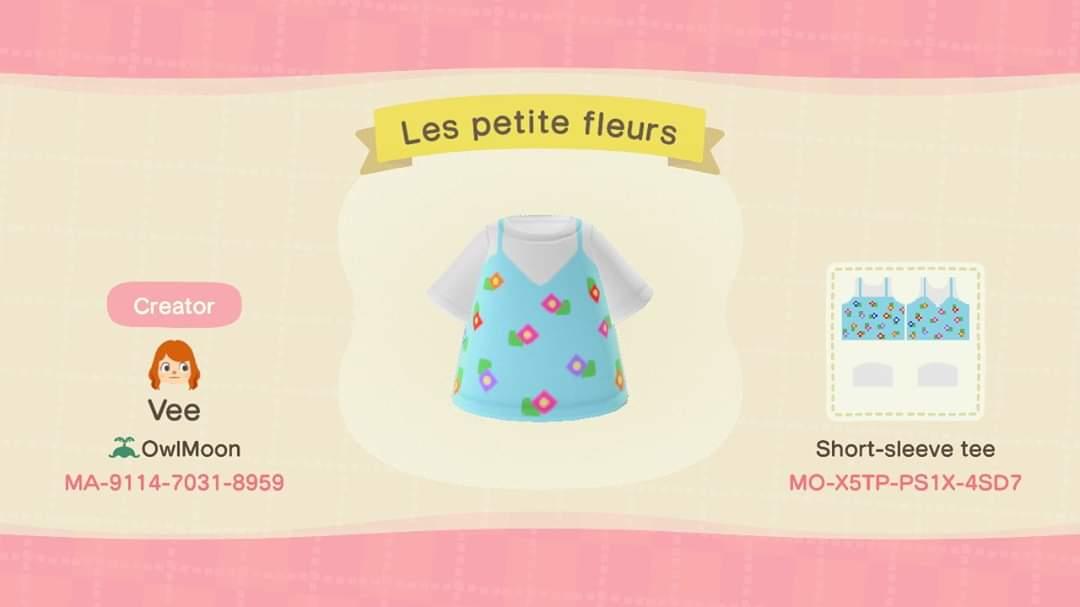 Les petite fleurs
Creator
Vee
OwlMoon
MA-9114-7031-8959
Short-sleeve tee
MO-X5TP-PS1X-4SD7